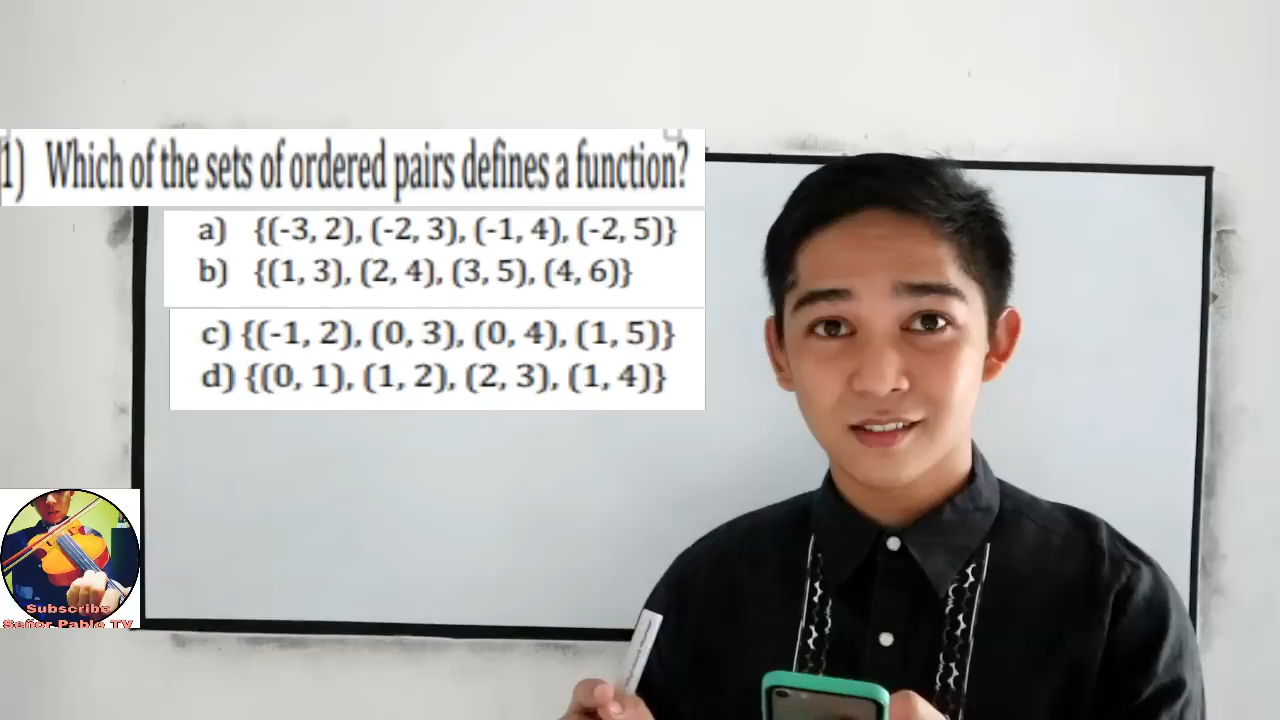 1) Which of the sets of ordered pairs defines a function?
a) {(-3, 2), (-2, 3), (-1, 4), (-2, 5)}
b) {(1, 3), (2, 4), (3, 5), (4, 6)}
c) {(-1, 2), (0, 3), (0, 4), (1, 5)}
d) {(0, 1), (1, 2), (2, 3), (1, 4)}
Subscribe
Señor Pablo TV